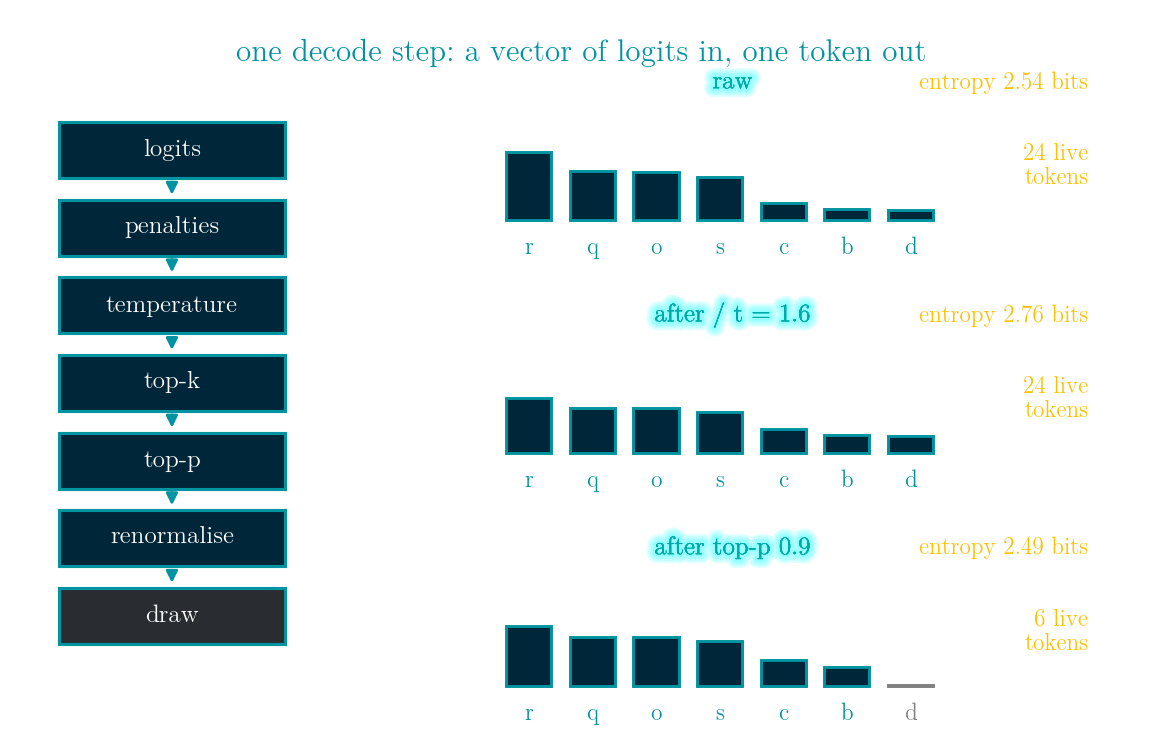 one decode step: a vector of logits in, one token out
logits
penalties
temperature
top-k
top-p
renormalise
draw
raw
entropy 2.54 bits
24 live
tokens
r q o s c b d
after / t = 1.6
entropy 2.76 bits
24 live
tokens
r q o s c b d
after top-p 0.9
entropy 2.49 bits
6 live
tokens
r q o s c b d